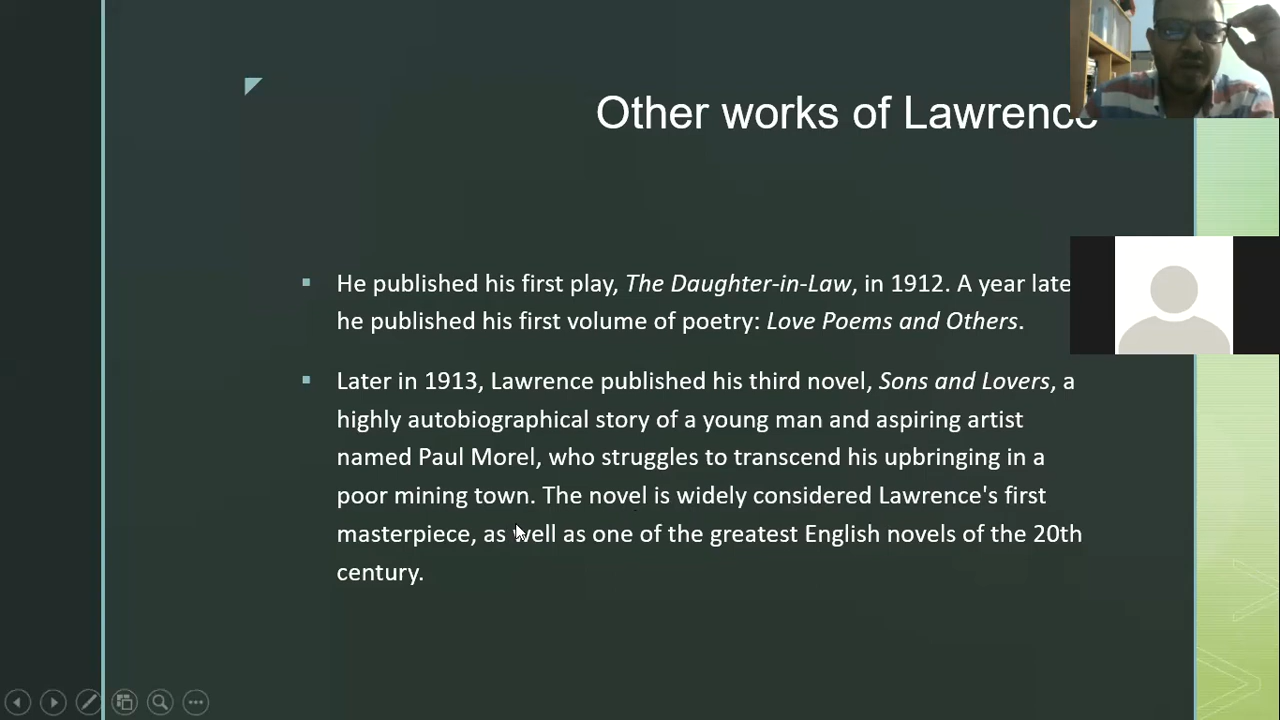 Other works of Lawrence
He published his first play, The Daughter-in-Law, in 1912. A year late
he published his first volume of poetry: Love Poems and Others.
Later in 1913, Lawrence published his third novel, Sons and Lovers, a
highly autobiographical story of a young man and aspiring artist
named Paul Morel, who struggles to transcend his upbringing in a
poor mining town. The novel is widely considered Lawrence's first
masterpiece, as well as one of the greatest English novels of the 20th
century.